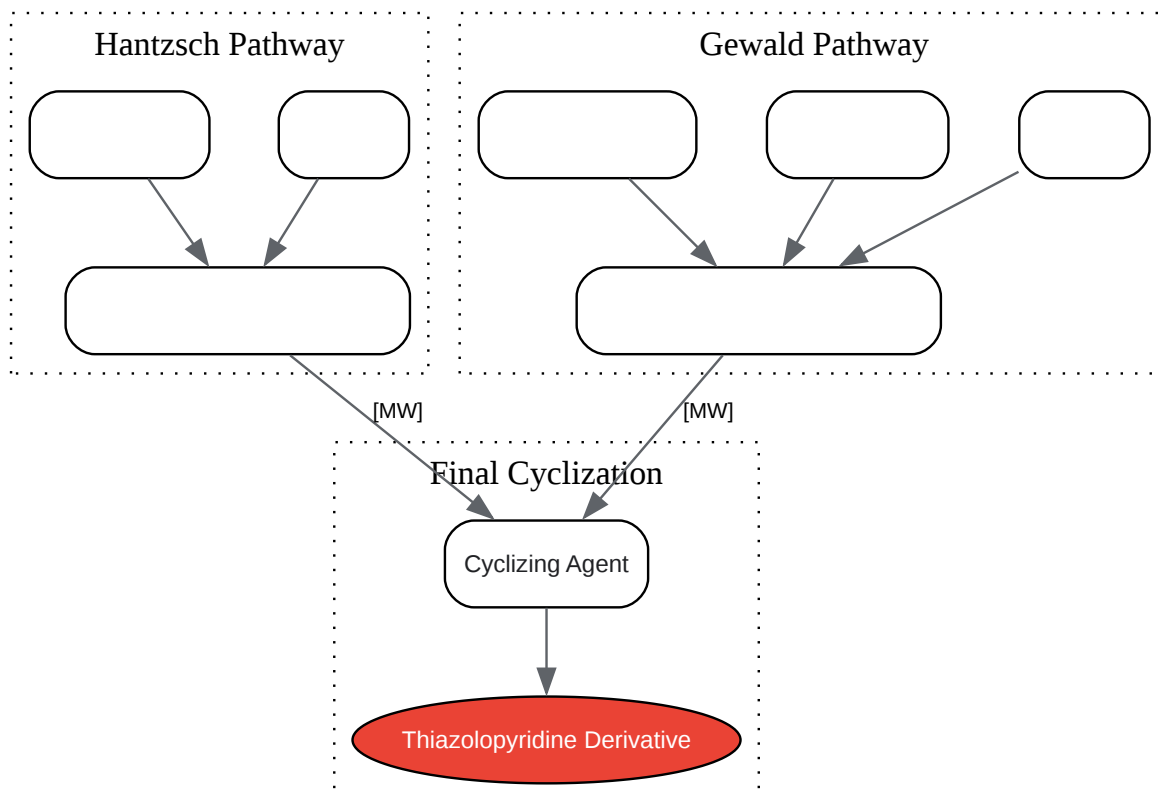 Hantzsch Pathway
Gewald Pathway
[MW]
[MW]
Final Cyclization
Cyclizing Agent
Thiazolopyridine Derivative